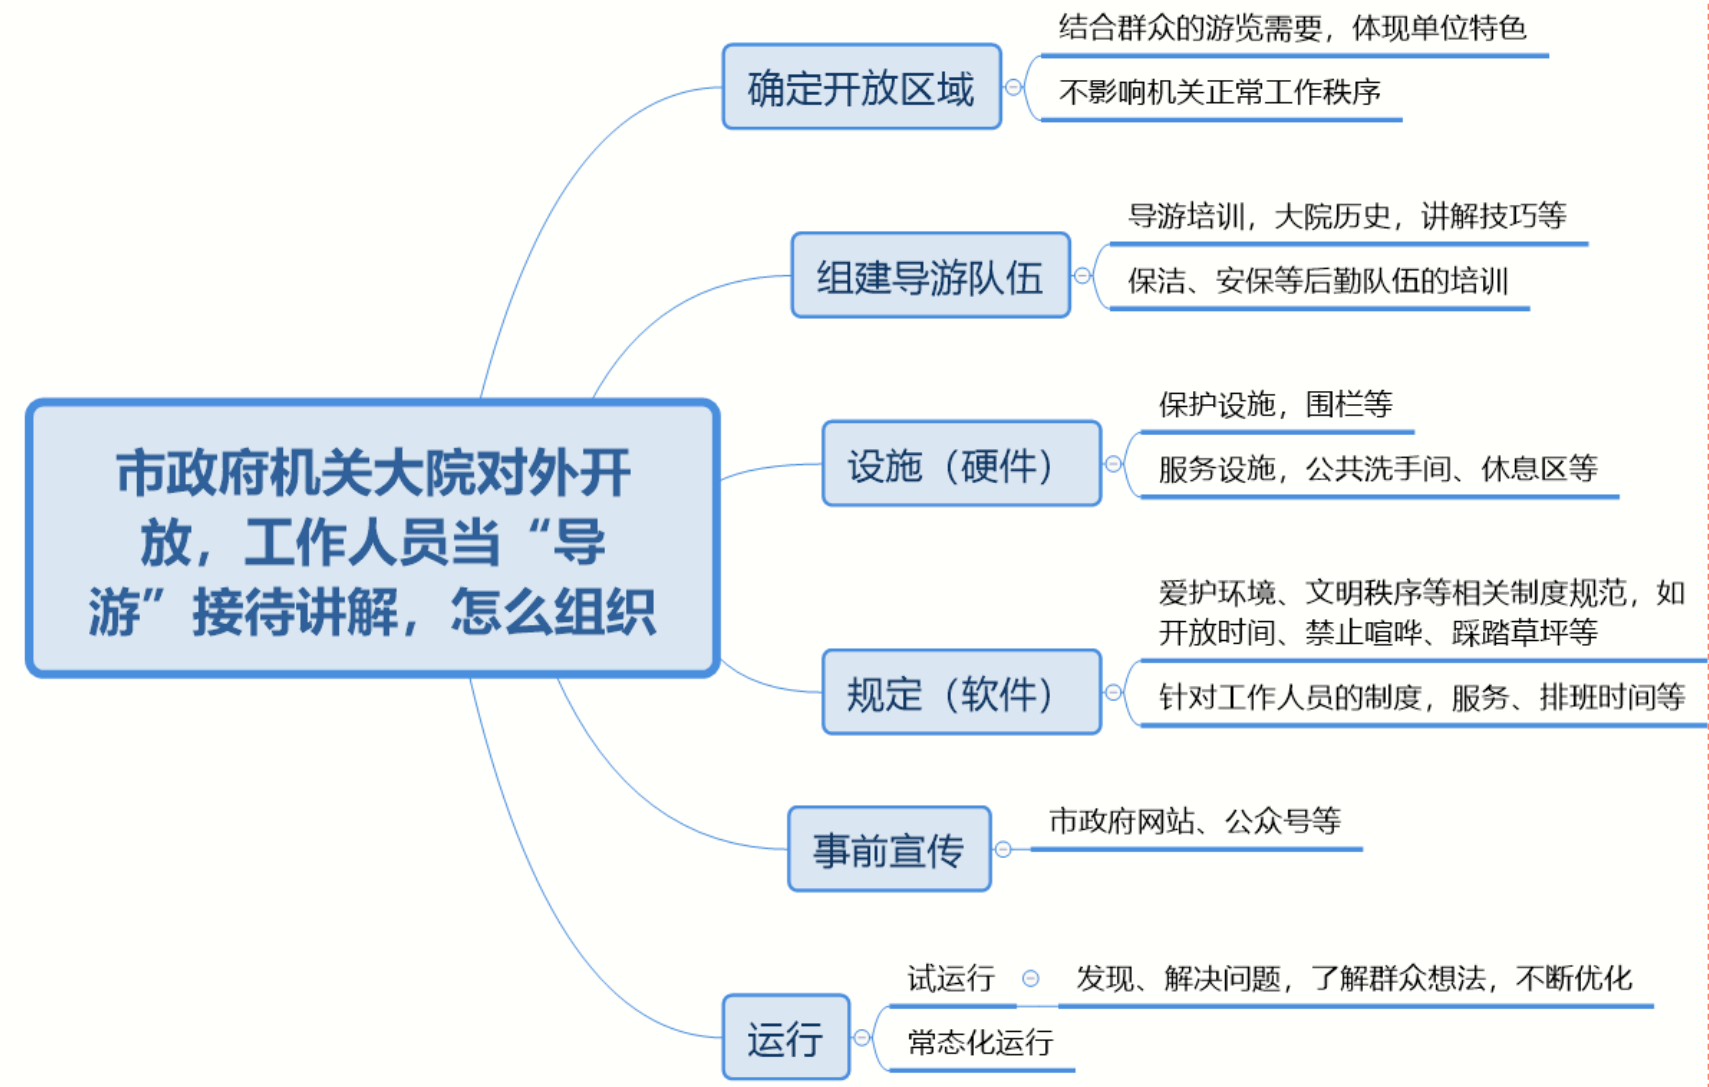 市政府机关大院对外开
放，工作人员当“导
游”接待讲解，怎么组织
确定开放区域
结合群众的游览需要，体现单位特色
不影响机关正常工作秩序
组建导游队伍
导游培训，大院历史，讲解技巧等
保洁、安保等后勤队伍的培训
设施（硬件）
保护设施，围栏等
服务设施，公共洗手间、休息区等
规定（软件）
爱护环境、文明秩序等相关制度规范，如
开放时间、禁止喧哗、踩踏草坪等
针对工作人员的制度，服务、排班时间等
事前宣传
市政府网站、公众号等
运行
试运行
发现、解决问题，了解群众想法，不断优化
常态化运行